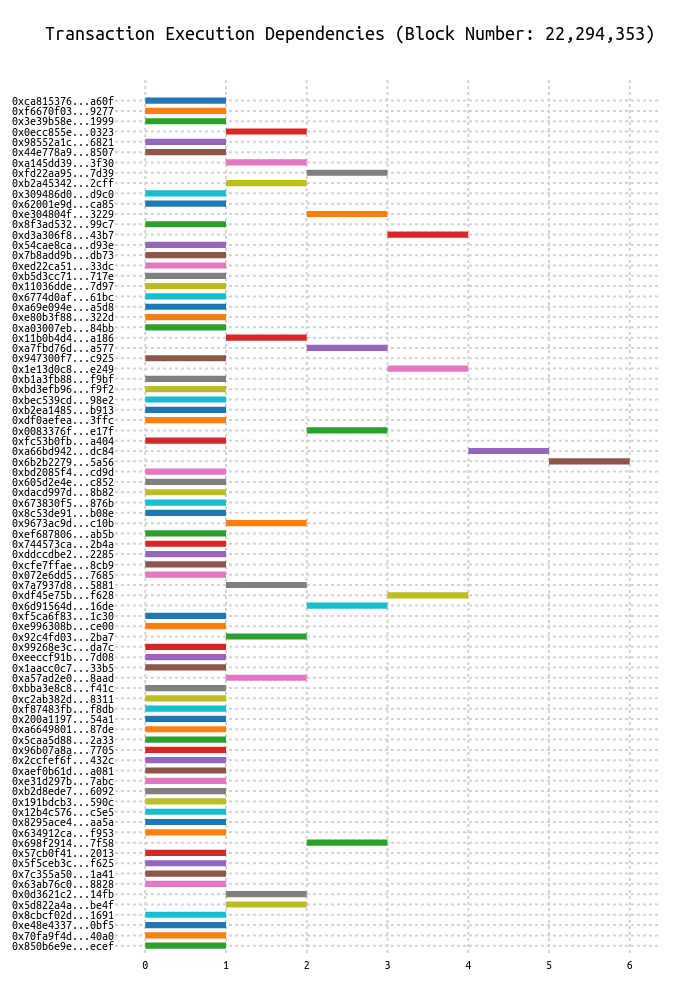 Transaction Execution Dependencies (Block Number: 22,294,353)
0xca815376...a60f
0xf6670f03...9277
0x3e39b58e...1999
0x0ecc855e...0323
0x98552a1c...6821
0x44e778a9...8507
0xa145dd39...3f30
0xfd22aa95...7d39
0xb2a45342...2cff
0x309486d0...d9c0
0x62001e9d...ca85
0xe304804f...3229
0x8f3ad532...99c7
0xd3a306f8...43b7
0x54cae8ca...d93e
0x7b8add9b...db73
0xed22ca51...33dc
0xb5d3cc71...717e
0x11036dde...7d97
0x6774d0af...61bc
0xa69e094e...a5d8
0xe80b3f88...322d
0xa03007eb...84bb
0x11b0b4d4...a186
0xa7fbd76d...a577
0x947300f7...c925
0x1e13d0c8...e249
0xb1a3fb88...f9bf
0xbd3efb96...f9f2
0xbec539cd...98e2
0xb2ea1485...b913
0xdf0aefea...3ffc
0x0083376f...e17f
0xfc53b0fb...a404
0xa66bd942...dc84
0x6b2b2279...5a56
0xbd2085f4...cd9d
0x605d2e4e...c852
0xdacd997d...8b82
0x673830f5...876b
0x8c53de91...b08e
0x9673ac9d...c10b
0xef687806...ab5b
0x744573ca...2b4a
0xddccdbe2...2285
0xcfe7ffae...8cb9
0x072e6dd5...7685
0x7a7937d8...5881
0xdf45e75b...f628
0x6d91564d...16de
0xf5ca6f83...1c30
0xe996308b...ce00
0x92c4fd03...2ba7
0x99268e3c...da7c
0xeeccf91b...7d08
0x1aacc0c7...33b5
0xa57ad2e0...8aad
0xbba3e8c8...f41c
0xc2ab382d...8311
0xf87483fb...f8db
0x200a1197...54a1
0xa6649801...87de
0x5caa5d88...2a33
0x96b07a8a...7705
0x2ccfef6f...432c
0xaef0b61d...a081
0xe31d297b...7abc
0xb2d8ede7...6092
0x191bdcb3...590c
0x12b4c576...c5e5
0x8295ace4...aa5a
0x634912ca...f953
0x698f2914...7f58
0x57cb0f41...2013
0x5f5ceb3c...f625
0x7c355a50...1a41
0x63ab76c0...8828
0x0d3621c2...14fb
0x5d822a4a...be4f
0x8cbcf02d...1691
0xe48e4337...0bf5
0x70fa9f4d...40a0
0x850b6e9e...ecef
0 1 2 3 4 5 6